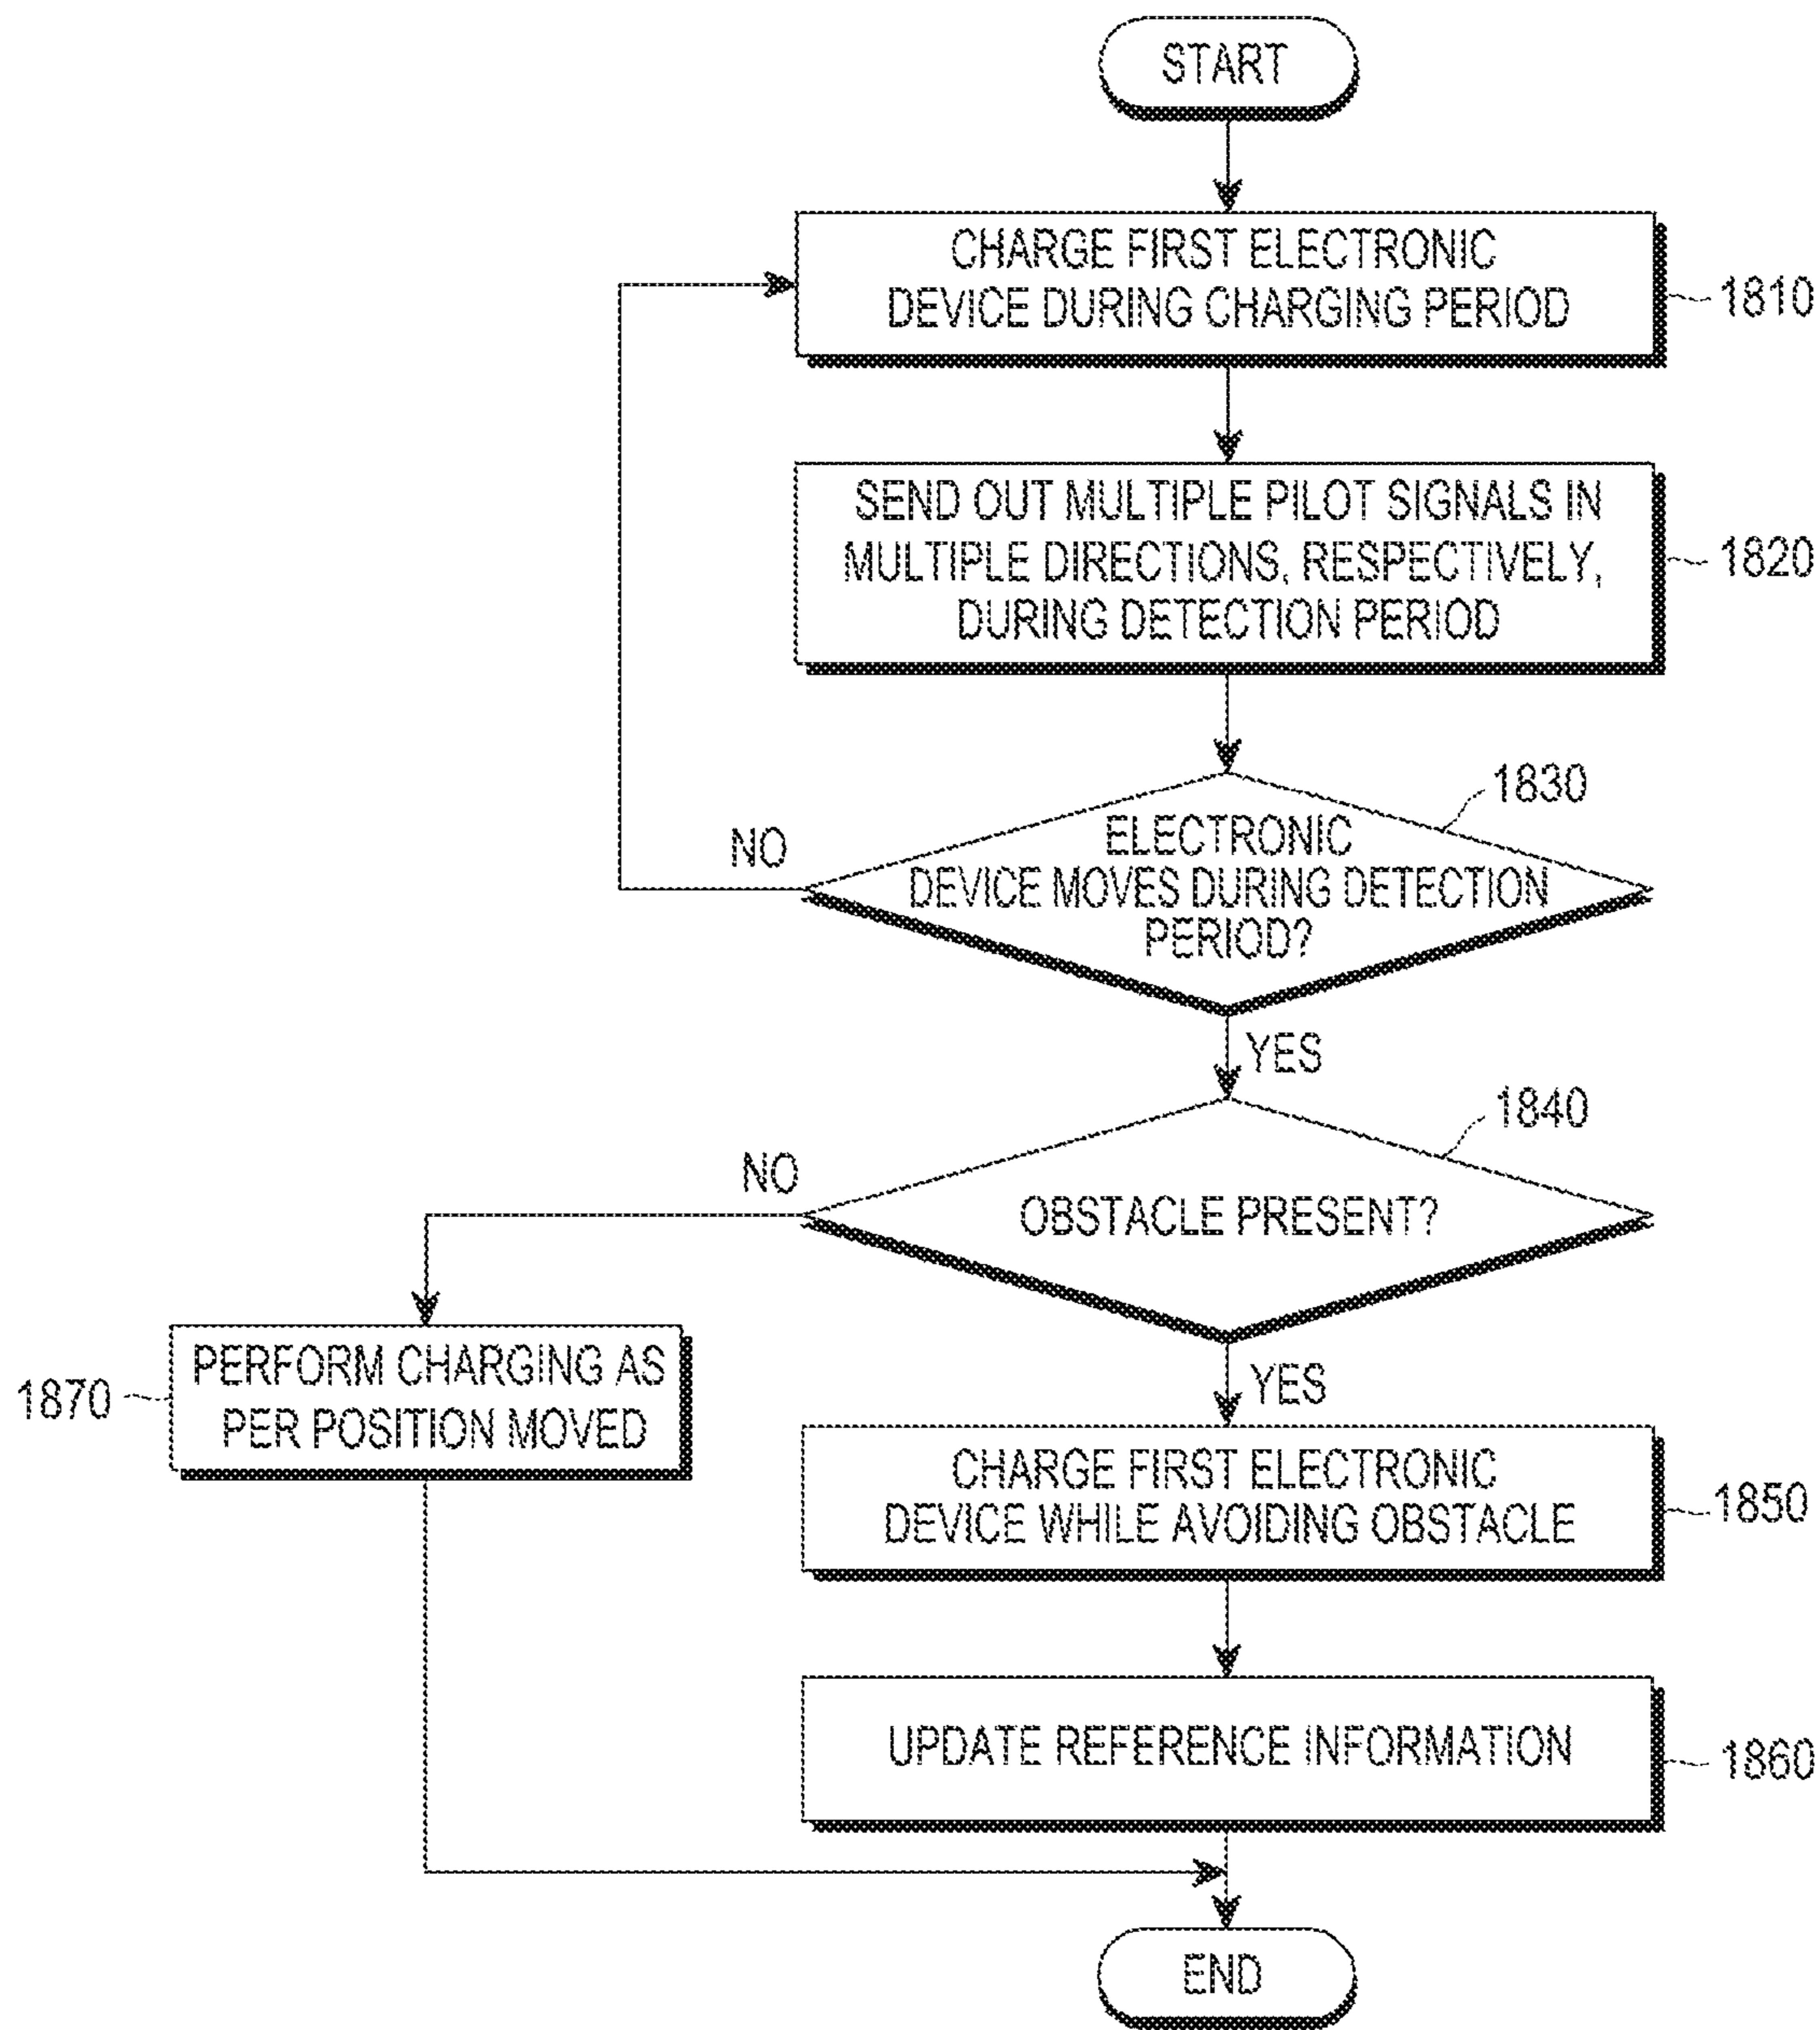 START
CHARGE FIRST ELECTRONIC
DEVICE DURING CHARGING PERIOD
1810
SEND OUT MULTIPLE PILOT SIGNALS IN
MULTIPLE DIRECTIONS, RESPECTIVELY,
DURING DETECTION PERIOD
1820
1830
ELECTRONIC
DEVICE MOVES DURING DETECTION
PERIOD?
NO
YES
1840
OBSTACLE PRESENT?
NO
YES
PERFORM CHARGING AS
PER POSITION MOVED
1870
CHARGE FIRST ELECTRONIC
DEVICE WHILE AVOIDING OBSTACLE
1850
UPDATE REFERENCE INFORMATION
1860
END